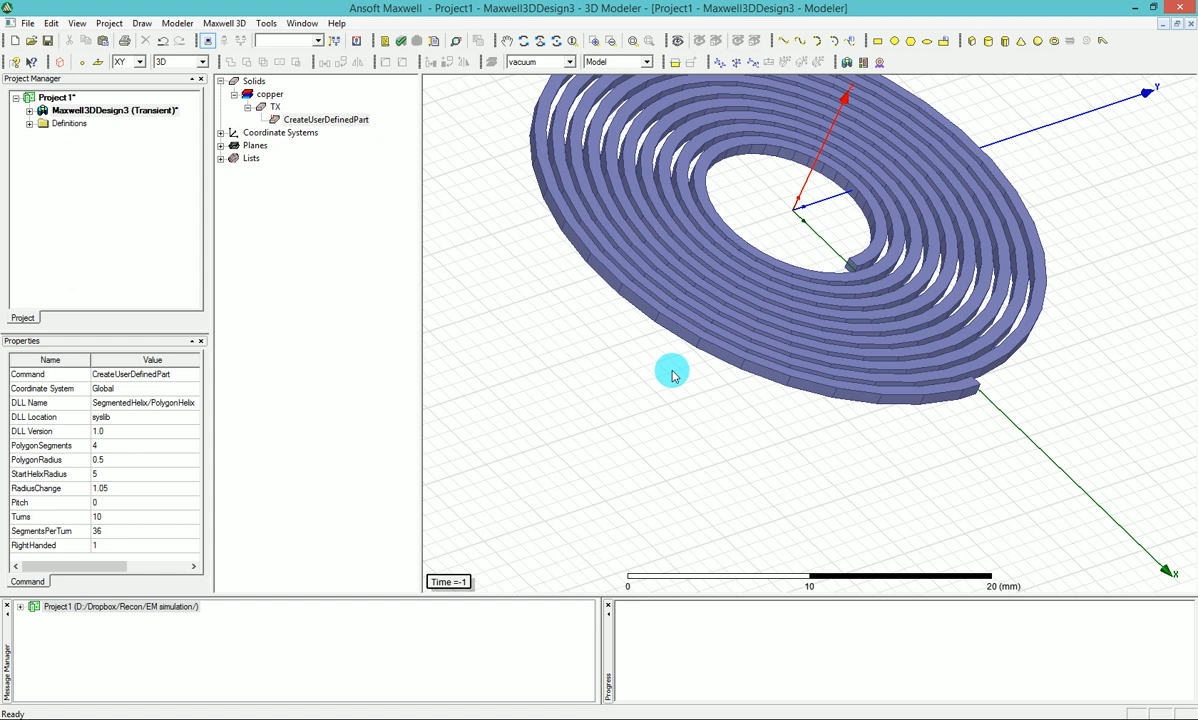 Ansoft Maxwell - Project1 - Maxwell3DDesign3 - 3D Modeler - [Project1 - Maxwell3DDesign3 - Modeler]
File Edit View Project Draw Modeler Maxwell 3D Tools Window Help
XY 3D vacuum Model
Project Manager
Project1*
Maxwell3DDesign3 (Transient)*
Definitions
Project
Solids
copper
TX
CreateUserDefinedPart
Coordinate Systems
Planes
Lists
Properties
Name Value
Command CreateUserDefinedPart
Coordinate System Global
DLL Name SegmentedHelix/PolygonHelix
DLL Location syslib
DLL Version 1.0
PolygonSegments 4
PolygonRadius 0.5
StartHelixRadius 5
RadiusChange 1.05
Pitch 0
Turns 10
SegmentsPerTurn 36
RightHanded 1
Command
Y
X
Time =-1
0 10 20 (mm)
Message Manager
Project1 (D:/Dropbox/Recon/EM simulation/)
Progress
Ready